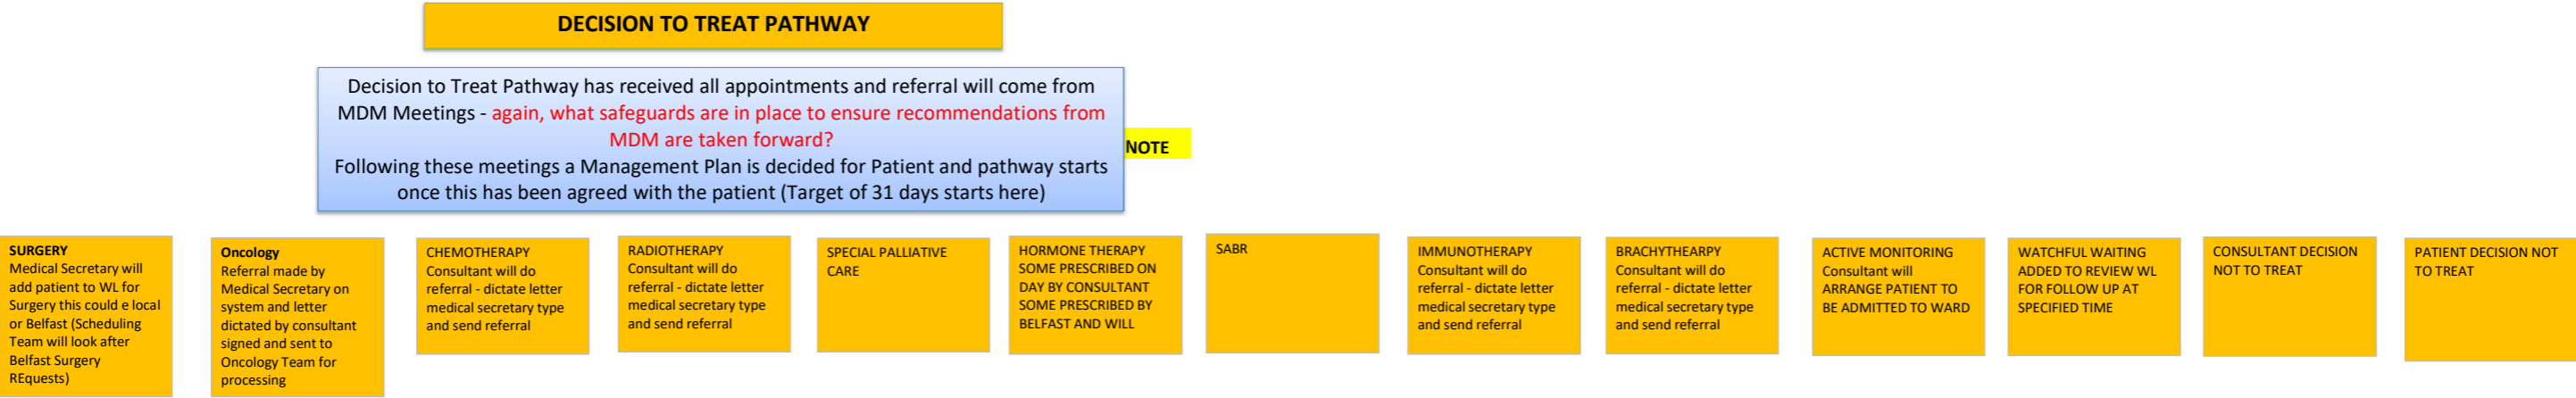 DECISION TO TREAT PATHWAY
Decision to Treat Pathway has received all appointments and referral will come from
MDM Meetings - again, what safeguards are in place to ensure recommendations from
MDM are taken forward?
Following these meetings a Management Plan is decided for Patient and pathway starts
once this has been agreed with the patient (Target of 31 days starts here)
NOTE
SURGERY
Medical Secretary will
add patient to WL for
Surgery this could e local
or Belfast (Scheduling
Team will look after
Belfast Surgery
REquests)
Oncology
Referral made by
Medical Secretary on
system and letter
dictated by consultant
signed and sent to
Oncology Team for
processing
CHEMOTHERAPY
Consultant will do
referral - dictate letter
medical secretary type
and send referral
RADIOTHERAPY
Consultant will do
referral - dictate letter
medical secretary type
and send referral
SPECIAL PALLIATIVE
CARE
HORMONE THERAPY
SOME PRESCRIBED ON
DAY BY CONSULTANT
SOME PRESCRIBED BY
BELFAST AND WILL
SABR
IMMUNOTHERAPY
Consultant will do
referral - dictate letter
medical secretary type
and send referral
BRACHYTHEARPY
Consultant will do
referral - dictate letter
medical secretary type
and send referral
ACTIVE MONITORING
Consultant will
ARRANGE PATIENT TO
BE ADMITTED TO WARD
WATCHFUL WAITING
ADDED TO REVIEW WL
FOR FOLLOW UP AT
SPECIFIED TIME
CONSULTANT DECISION
NOT TO TREAT
PATIENT DECISION NOT
TO TREAT